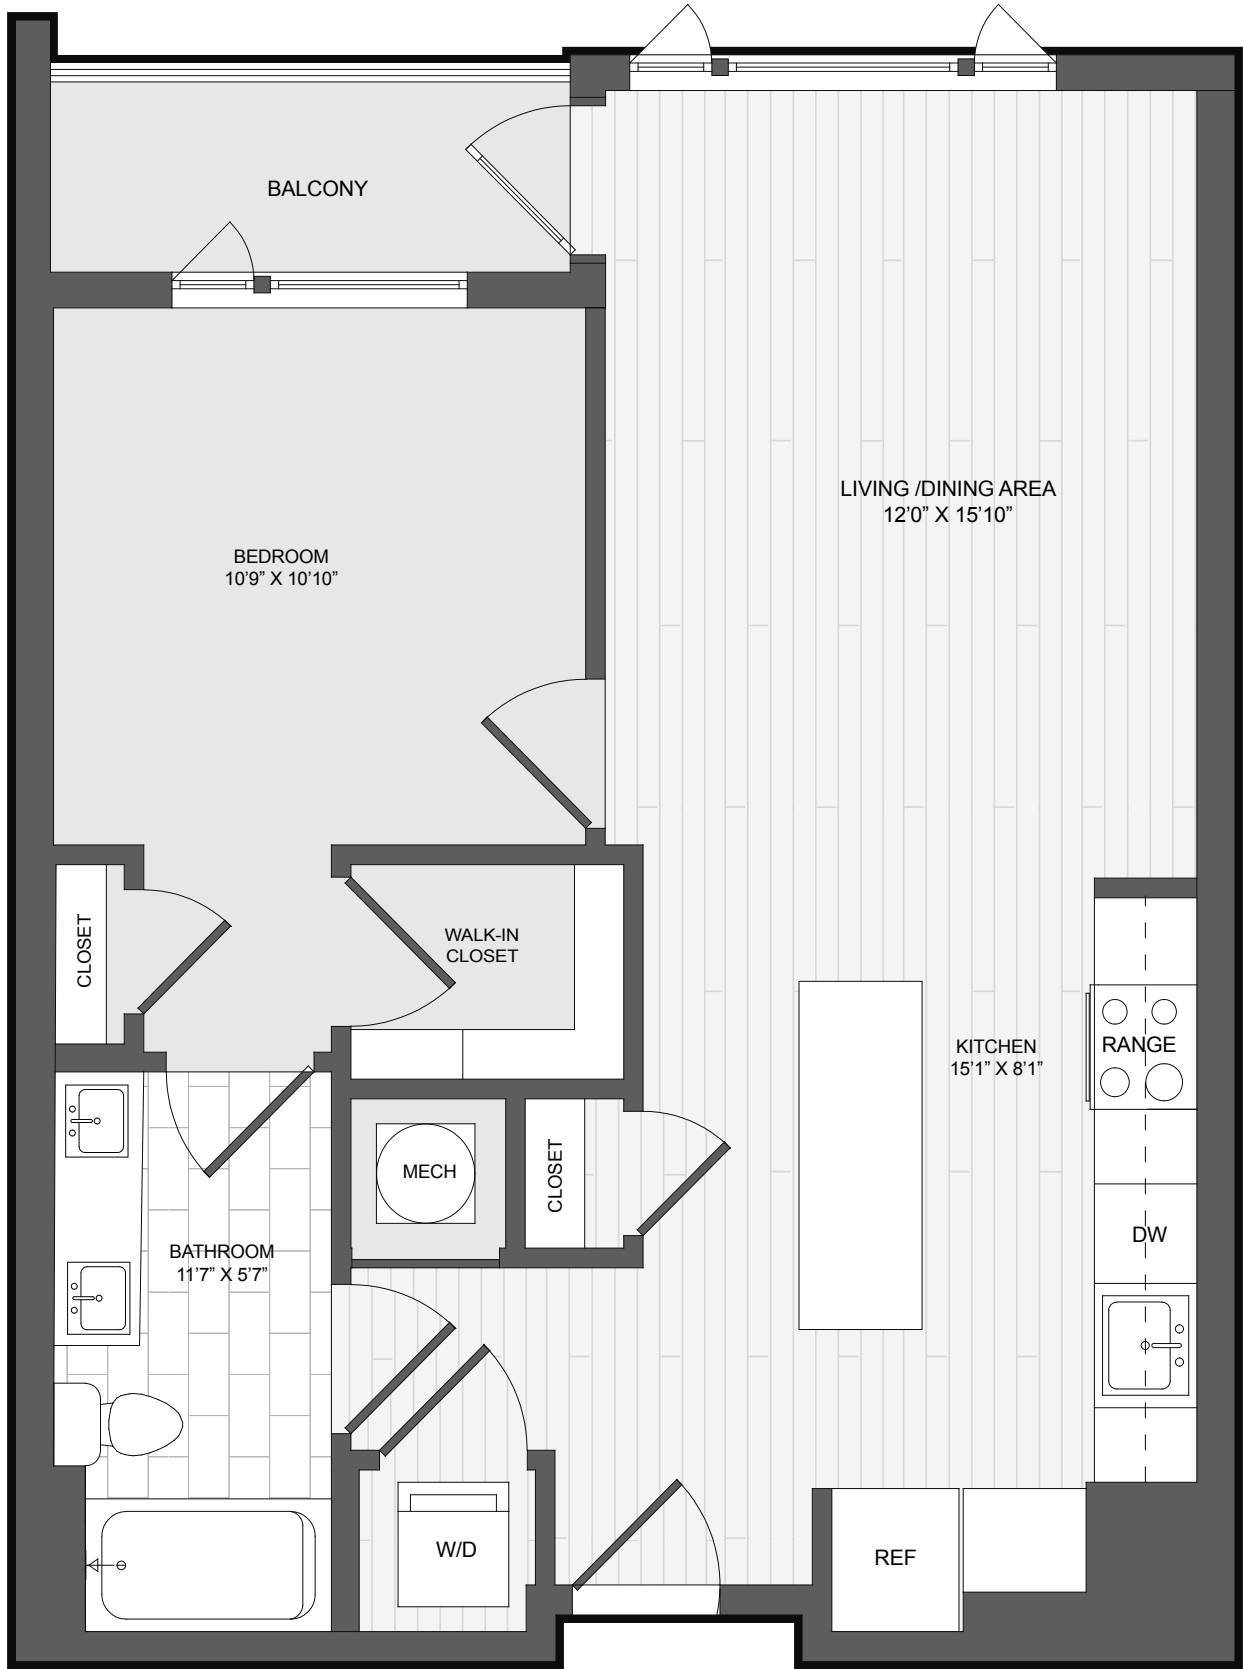 BALCONY
LIVING /DINING AREA
12’0” X 15’10”
BEDROOM
10’9” X 10’10”
CLOSET
WALK-IN
CLOSET
KITCHEN
15’1” X 8’1”
RANGE
MECH
CLOSET
DW
BATHROOM
11’7” X 5’7”
W/D
REF